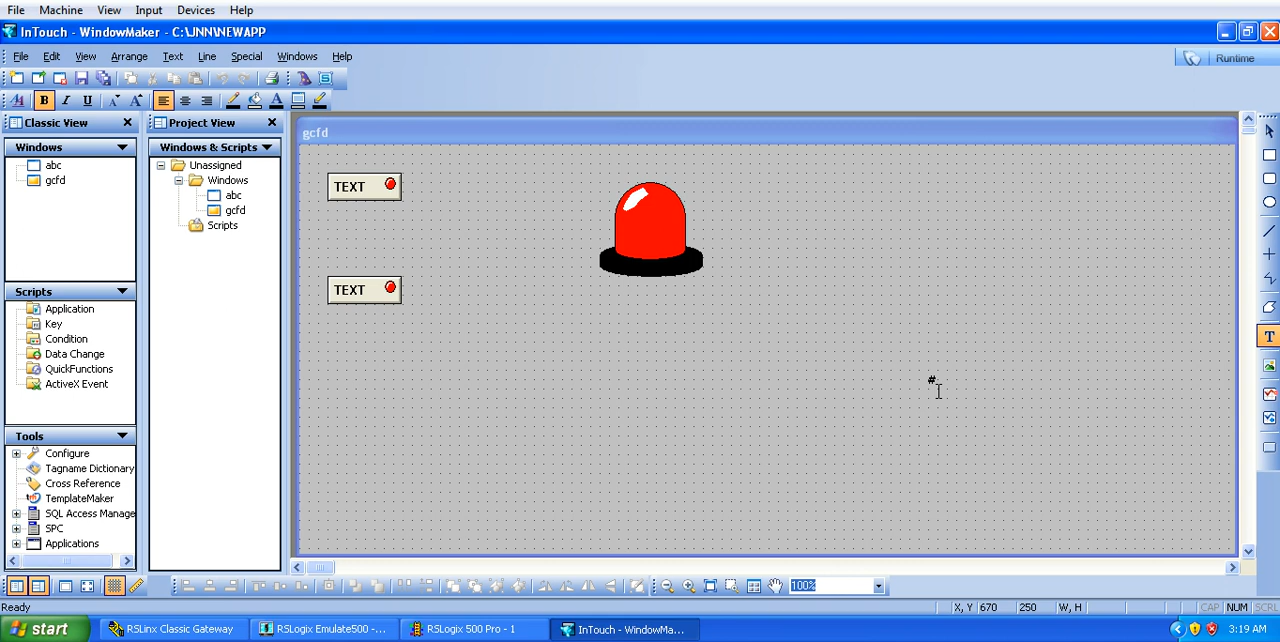 File Machine View Input Devices Help
InTouch - WindowMaker - C:\JNN\NEWAPP
File Edit View Arrange Text Line Special Windows Help
Runtime
B I U A A A
Classic View
Project View
gcfd
Windows
Windows & Scripts
abc
gcfd
Unassigned
Windows
abc
gcfd
Scripts
TEXT
TEXT
#
T
Scripts
Application
Key
Condition
Data Change
QuickFunctions
ActiveX Event
Tools
Configure
Tagname Dictionary
Cross Reference
TemplateMaker
SQL Access Manage
SPC
Applications
100%
Ready
X, Y 670 250 W, H CAP NUM SCRL
start
RSLinx Classic Gateway
RSLogix Emulate500 -...
RSLogix 500 Pro - 1
InTouch - WindowMa...
3:19 AM